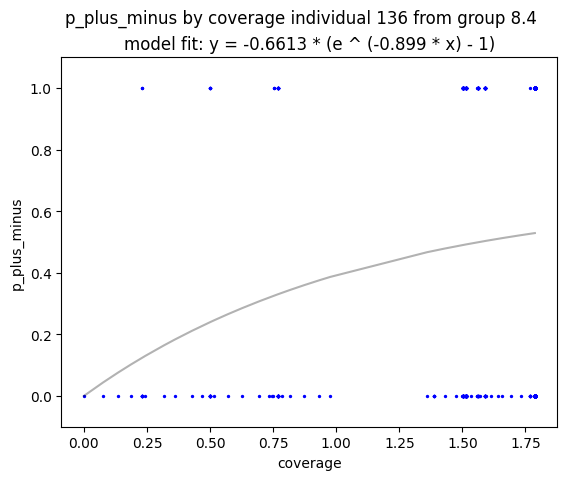 p_plus_minus by coverage individual 136 from group 8.4
model fit: y = -0.6613 * (e ^ (-0.899 * x) - 1)
1.0
0.8
0.6
0.4
0.2
0.0
p_plus_minus
0.00 0.25 0.50 0.75 1.00 1.25 1.50 1.75
coverage